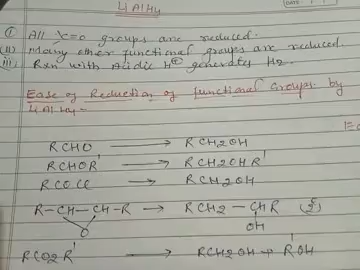 LiAlH4
(i) All X=0 groups are reduced.
(ii) Many other functional groups are reduced.
(iii) Rxn with Acidic H⊕ generates H2.
Ease of Reduction of functional Groups by
LiAlH4-
RCHO → RCH2OH
RCHOR' → RCH2OHR'
RCOCl → RCH2OH
R-CH-CH-R → RCH2-CHR
O OH
RCO2R' → RCH2OH + R'OH